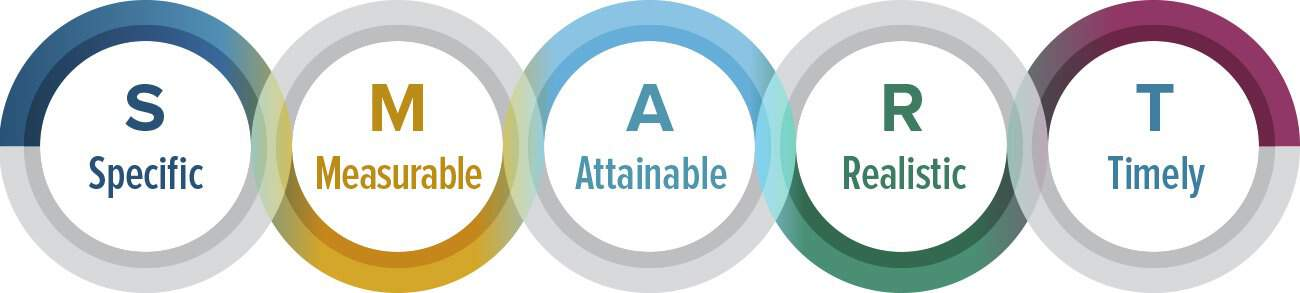 S
Specific
M
Measurable
A
Attainable
R
Realistic
T
Timely